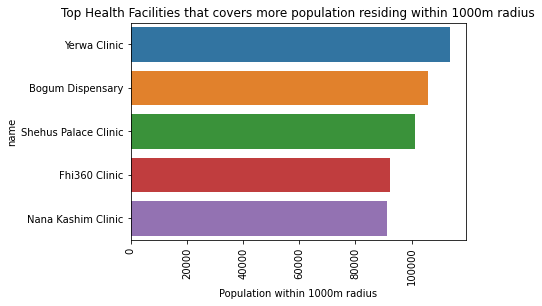 Top Health Facilities that covers more population residing within 1000m radius
Yerwa Clinic
Bogum Dispensary
Shehus Palace Clinic
Fhi360 Clinic
Nana Kashim Clinic
name
0
20000
40000
60000
80000
100000
Population within 1000m radius